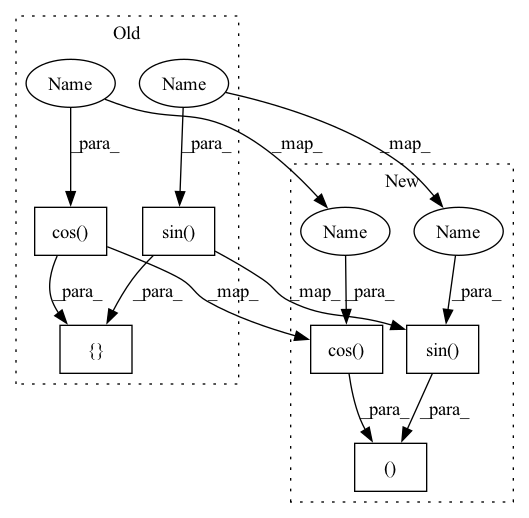 Old
Name
Name
_para_
_para_
_map_
_map_
New
cos()
sin()
Name
Name
_para_
_para_
_map_
_map_
_para_
_para_
{}
cos()
sin()
_para_
_para_
()